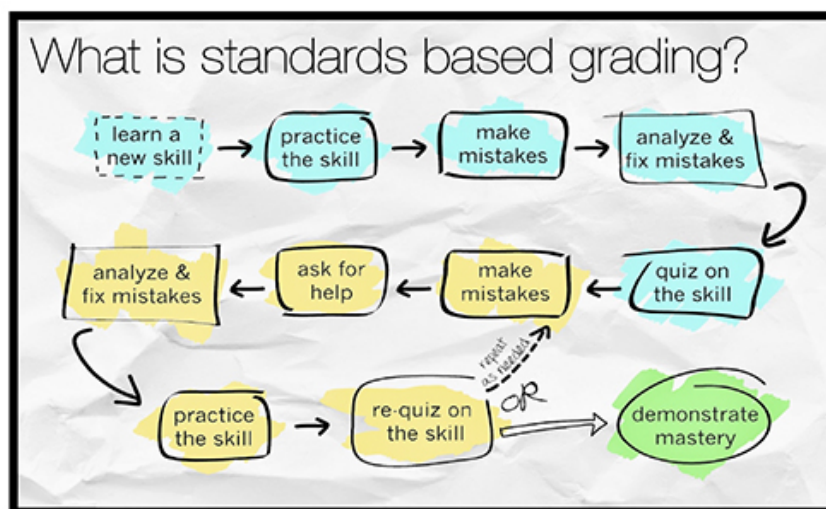 What is standards based grading?
learn a
new skill
practice
the skill
make
mistakes
analyze &
fix mistakes
quiz on
the skill
make
mistakes
ask for
help
analyze &
fix mistakes
practice
the skill
re-quiz on
the skill
repeat
as needed
OR
demonstrate
mastery